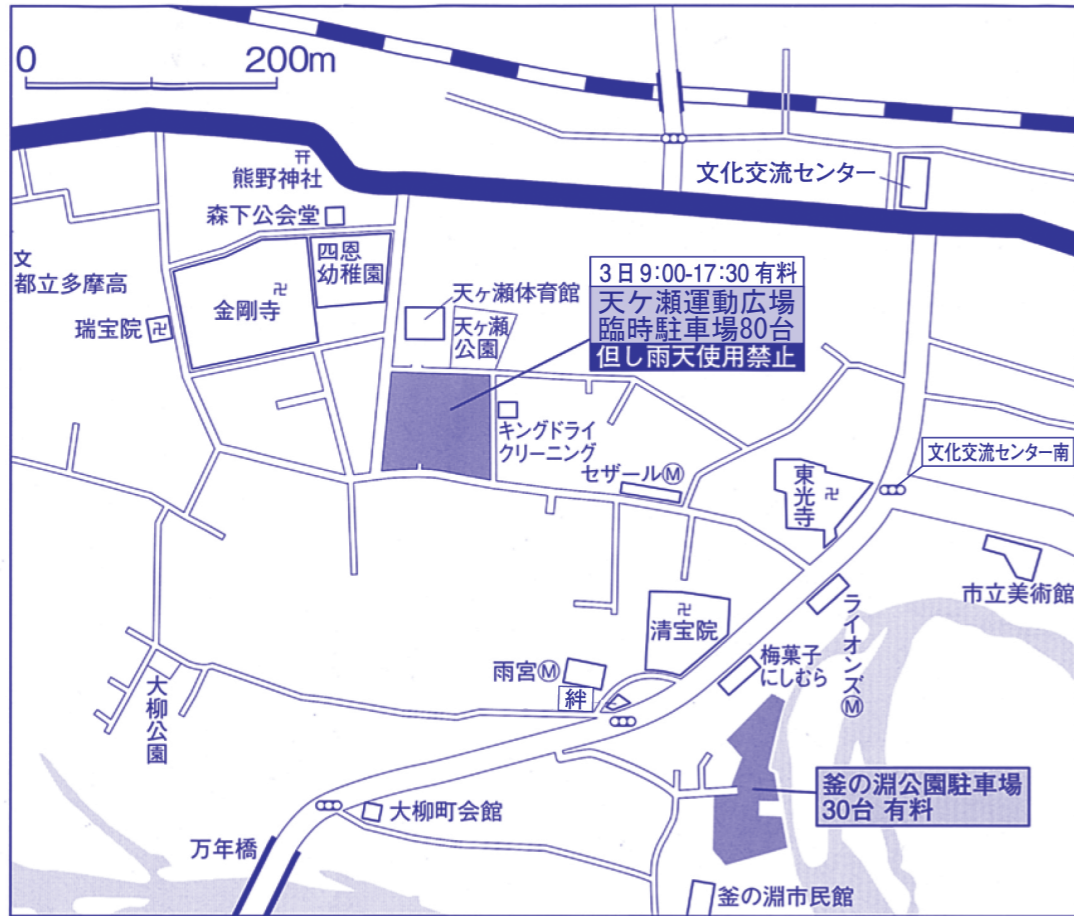 0 200m
文化交流センター
熊野神社
森下公会堂
四恩
幼稚園
文
都立多摩高
金剛寺
卍
瑞宝院
卍
天ヶ瀬体育館
天ヶ瀬
公園
3日9:00-17:30 有料
天ケ瀬運動広場
臨時駐車場80台
但し雨天使用禁止
キングドライ
クリーニング
セザールⓂ
文化交流センター南
東光寺
卍
市立美術館
卍
清宝院
ライオンズⓂ
梅菓子
にしむら
雨宮Ⓜ
絆
大柳公園
釜の淵公園駐車場
30台 有料
大柳町会館
万年橋
釜の淵市民館